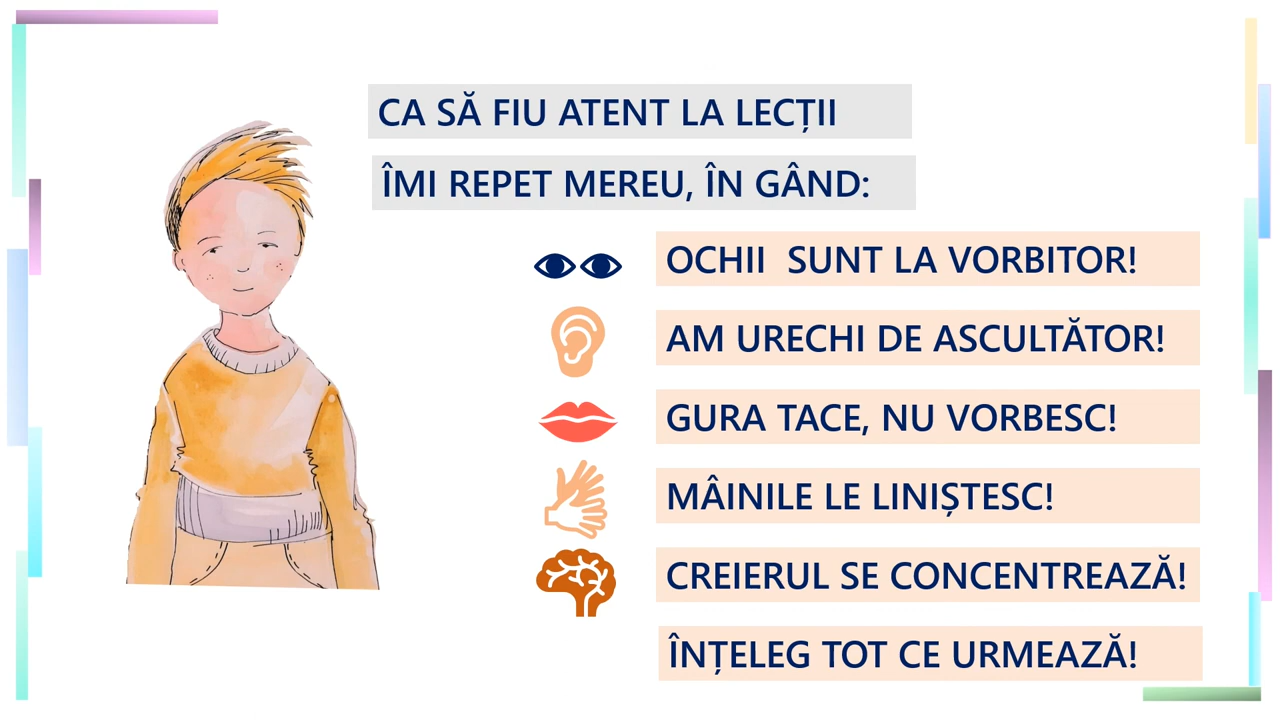 CA SĂ FIU ATENT LA LECȚII
ÎMI REPET MEREU, ÎN GÂND:
OCHII  SUNT LA VORBITOR!
AM URECHI DE ASCULTĂTOR!
GURA TACE, NU VORBESC!
MÂINILE LE LINIȘTESC!
CREIERUL SE CONCENTREAZĂ!
ÎNȚELEG TOT CE URMEAZĂ!